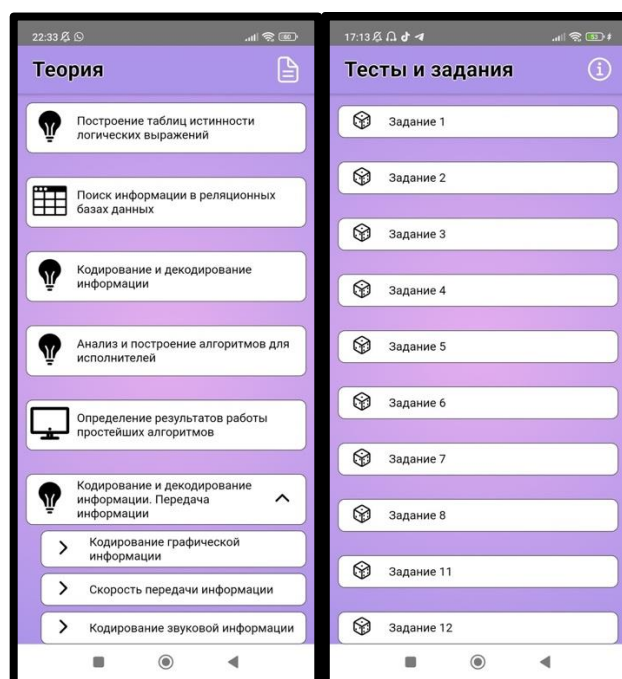 22:33
60
Теория
Построение таблиц истинности
логических выражений
Поиск информации в реляционных
базах данных
Кодирование и декодирование
информации
Анализ и построение алгоритмов для
исполнителей
Определение результатов работы
простейших алгоритмов
Кодирование и декодирование
информации. Передача
информации
Кодирование графической
информации
Скорость передачи информации
Кодирование звуковой информации
17:13
Тесты и задания
Задание 1
Задание 2
Задание 3
Задание 4
Задание 5
Задание 6
Задание 7
Задание 8
Задание 11
Задание 12